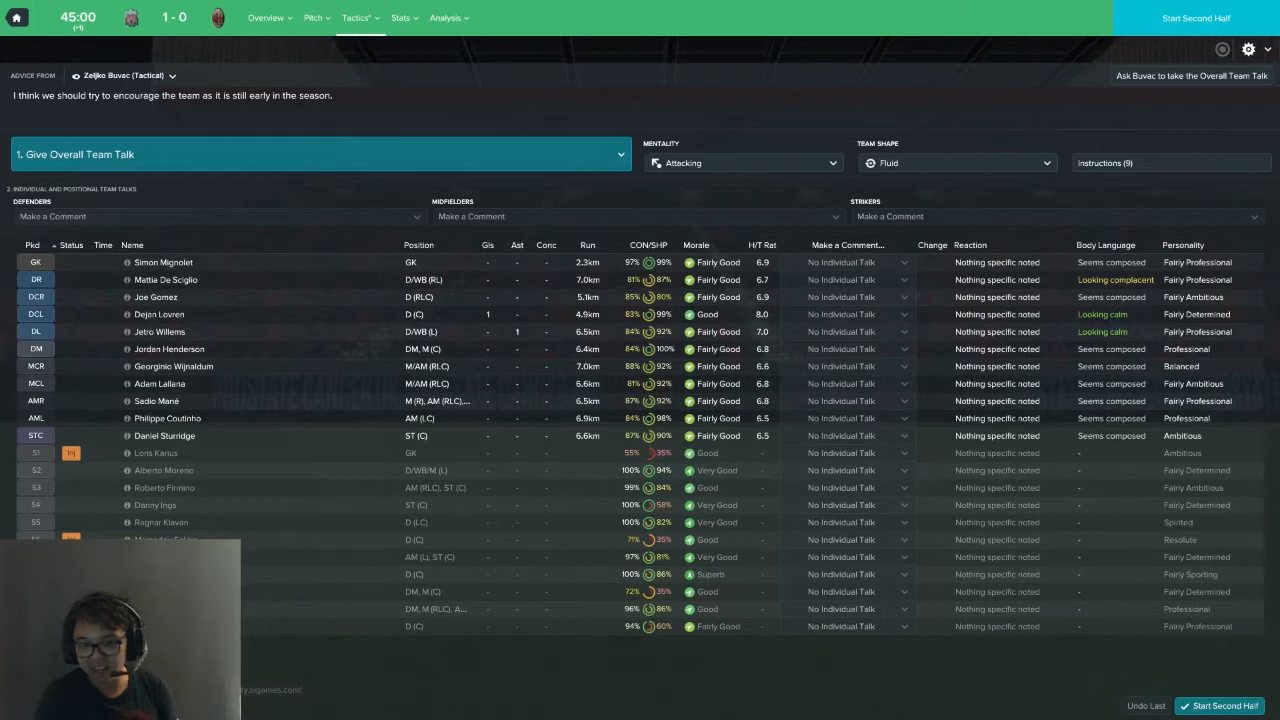 45:00 (+1) 1 - 0 Overview Pitch Tactics* Stats Analysis Start Second Half
ADVICE FROM Zeljko Buvac (Tactical) Ask Buvac to take the Overall Team Talk
I think we should try to encourage the team as it is still early in the season.
MENTALITY TEAM SHAPE
1. Give Overall Team Talk Attacking Fluid Instructions (9)
2. INDIVIDUAL AND POSITIONAL TEAM TALKS
DEFENDERS MIDFIELDERS STRIKERS
Make a Comment Make a Comment Make a Comment
Pkd Status Time Name Position Gls Ast Conc Run CON/SHP Morale H/T Rat Make a Comment... Change Reaction Body Language Personality
GK Simon Mignolet GK - - - 2.3km 97% 99% Fairly Good 6.9 No Individual Talk Nothing specific noted Seems composed Fairly Professional
DR Mattia De Sciglio D/WB (RL) - - - 7.0km 81% 87% Fairly Good 6.7 No Individual Talk Nothing specific noted Looking complacent Fairly Professional
DCR Joe Gomez D (RLC) - - - 5.1km 85% 80% Fairly Good 6.9 No Individual Talk Nothing specific noted Seems composed Fairly Ambitious
DCL Dejan Lovren D (C) 1 - - 4.9km 83% 99% Good 8.0 No Individual Talk Nothing specific noted Looking calm Fairly Determined
DL Jetro Willems D/WB (L) - 1 - 6.5km 84% 92% Fairly Good 7.0 No Individual Talk Nothing specific noted Looking calm Fairly Professional
DM Jordan Henderson DM, M (C) - - - 6.4km 84% 100% Fairly Good 6.8 No Individual Talk Nothing specific noted Seems composed Professional
MCR Georginio Wijnaldum M/AM (RLC) - - - 7.0km 88% 92% Fairly Good 6.6 No Individual Talk Nothing specific noted Seems composed Balanced
MCL Adam Lallana M/AM (RLC) - - - 6.6km 81% 92% Fairly Good 6.8 No Individual Talk Nothing specific noted Seems composed Fairly Ambitious
AMR Sadio Mané M (R), AM (RLC),... - - - 6.5km 87% 92% Fairly Good 6.8 No Individual Talk Nothing specific noted Seems composed Fairly Professional
AML Philippe Coutinho AM (LC) - - - 6.9km 84% 98% Fairly Good 6.5 No Individual Talk Nothing specific noted Seems composed Professional
STC Daniel Sturridge ST (C) - - - 6.6km 87% 90% Fairly Good 6.5 No Individual Talk Nothing specific noted Seems composed Ambitious
S1 Inj Loris Karius GK 55% 35% Good - No Individual Talk Nothing specific noted - Ambitious
S2 Alberto Moreno D/WB/M (L) 100% 94% Very Good - No Individual Talk Nothing specific noted - Fairly Determined
S3 Roberto Firmino AM (RLC), ST (C) 99% 84% Good - No Individual Talk Nothing specific noted - Fairly Ambitious
S4 Danny Ings ST (C) 100% 58% Very Good - No Individual Talk Nothing specific noted - Fairly Determined
S5 Ragnar Klavan D (LC) 100% 82% Very Good - No Individual Talk Nothing specific noted - Spirited
D (C) 71% 35% Good - No Individual Talk Nothing specific noted - Resolute
AM (L), ST (C) 97% 81% Very Good - No Individual Talk Nothing specific noted - Fairly Determined
D (C) 100% 86% Superb - No Individual Talk Nothing specific noted - Fairly Sporting
DM, M (C) 72% 35% Good - No Individual Talk Nothing specific noted - Fairly Determined
DM, M (RLC), A... 96% 86% Good - No Individual Talk Nothing specific noted - Professional
D (C) 94% 60% Fairly Good - No Individual Talk Nothing specific noted - Fairly Professional
.sigames.com/
Undo Last Start Second Half